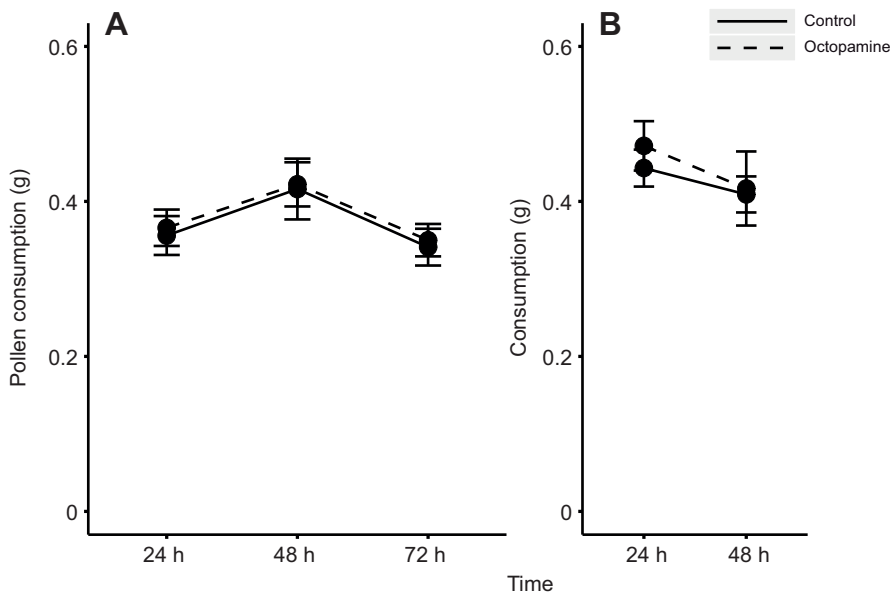 A
B
Control
Octopamine
0.6
0.4
0.2
0
Pollen consumption (g)
24 h
48 h
72 h
0.6
0.4
0.2
0
Consumption (g)
24 h
48 h
Time